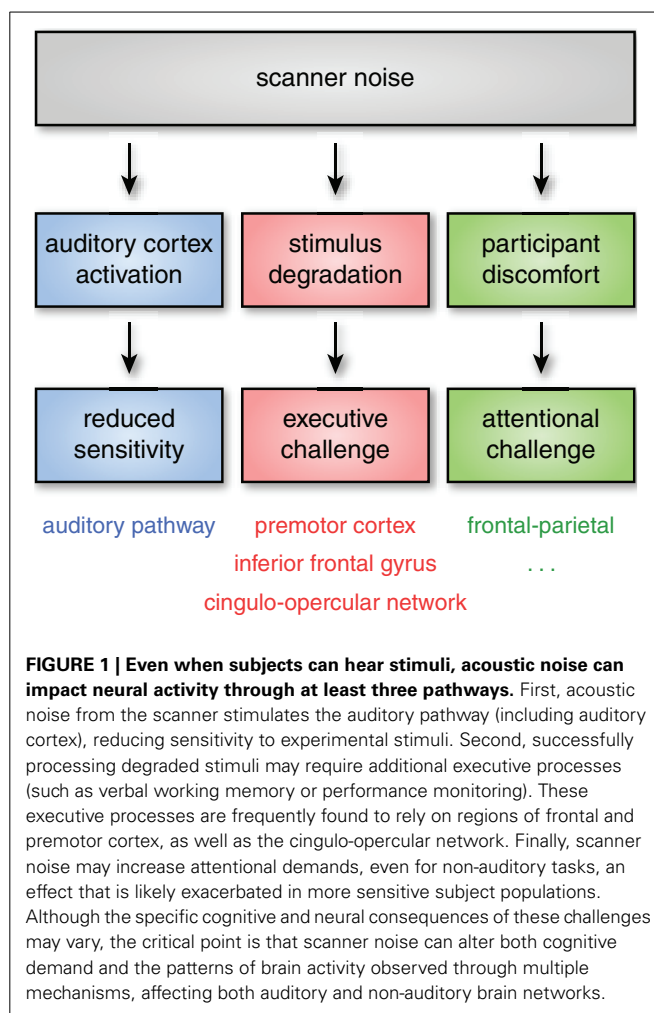 scanner noise
auditory cortex
activation
stimulus
degradation
participant
discomfort
reduced
sensitivity
executive
challenge
attentional
challenge
auditory pathway
premotor cortex
inferior frontal gyrus
cingulo-opercular network
frontal-parietal
. . .
FIGURE 1 | Even when subjects can hear stimuli, acoustic noise can
impact neural activity through at least three pathways. First, acoustic
noise from the scanner stimulates the auditory pathway (including auditory
cortex), reducing sensitivity to experimental stimuli. Second, successfully
processing degraded stimuli may require additional executive processes
(such as verbal working memory or performance monitoring). These
executive processes are frequently found to rely on regions of frontal and
premotor cortex, as well as the cingulo-opercular network. Finally, scanner
noise may increase attentional demands, even for non-auditory tasks, an
effect that is likely exacerbated in more sensitive subject populations.
Although the specific cognitive and neural consequences of these challenges
may vary, the critical point is that scanner noise can alter both cognitive
demand and the patterns of brain activity observed through multiple
mechanisms, affecting both auditory and non-auditory brain networks.